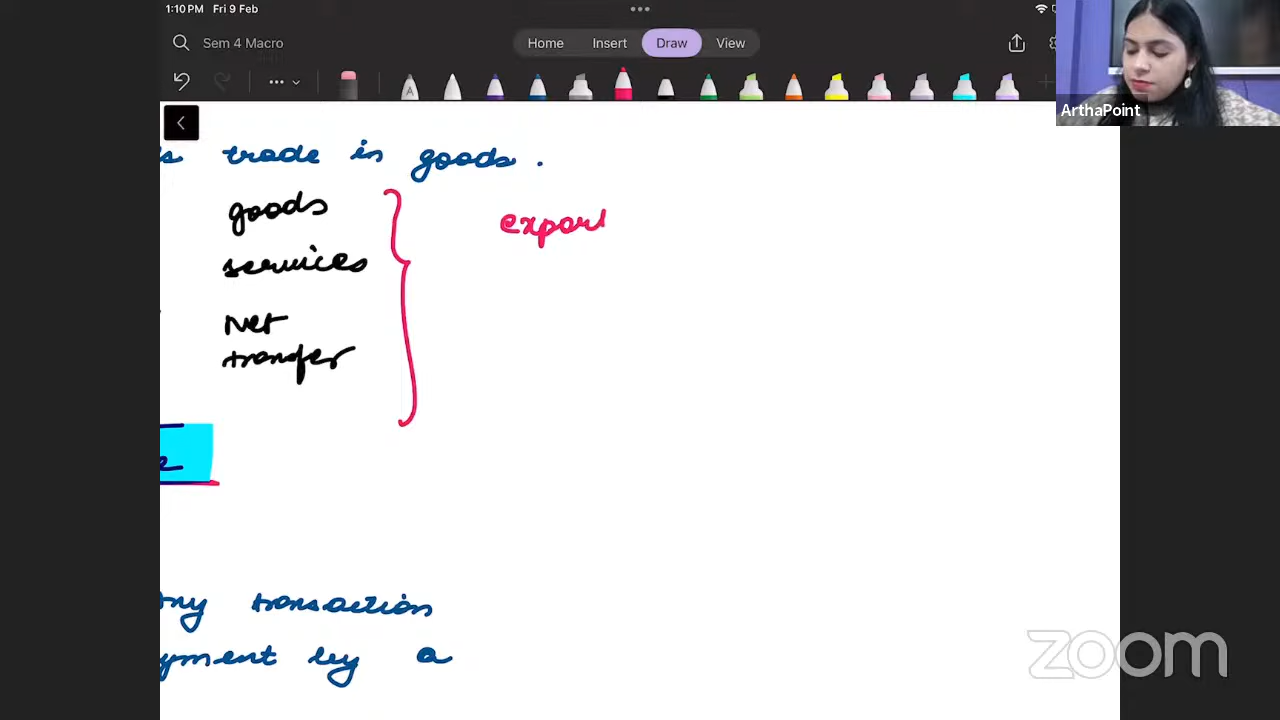 1:10 PM Fri 9 Feb
Sem 4 Macro
Home Insert Draw View
ArthaPoint
trade in goods.
goods
services
Net
transfer
export
transaction
by a
zoom